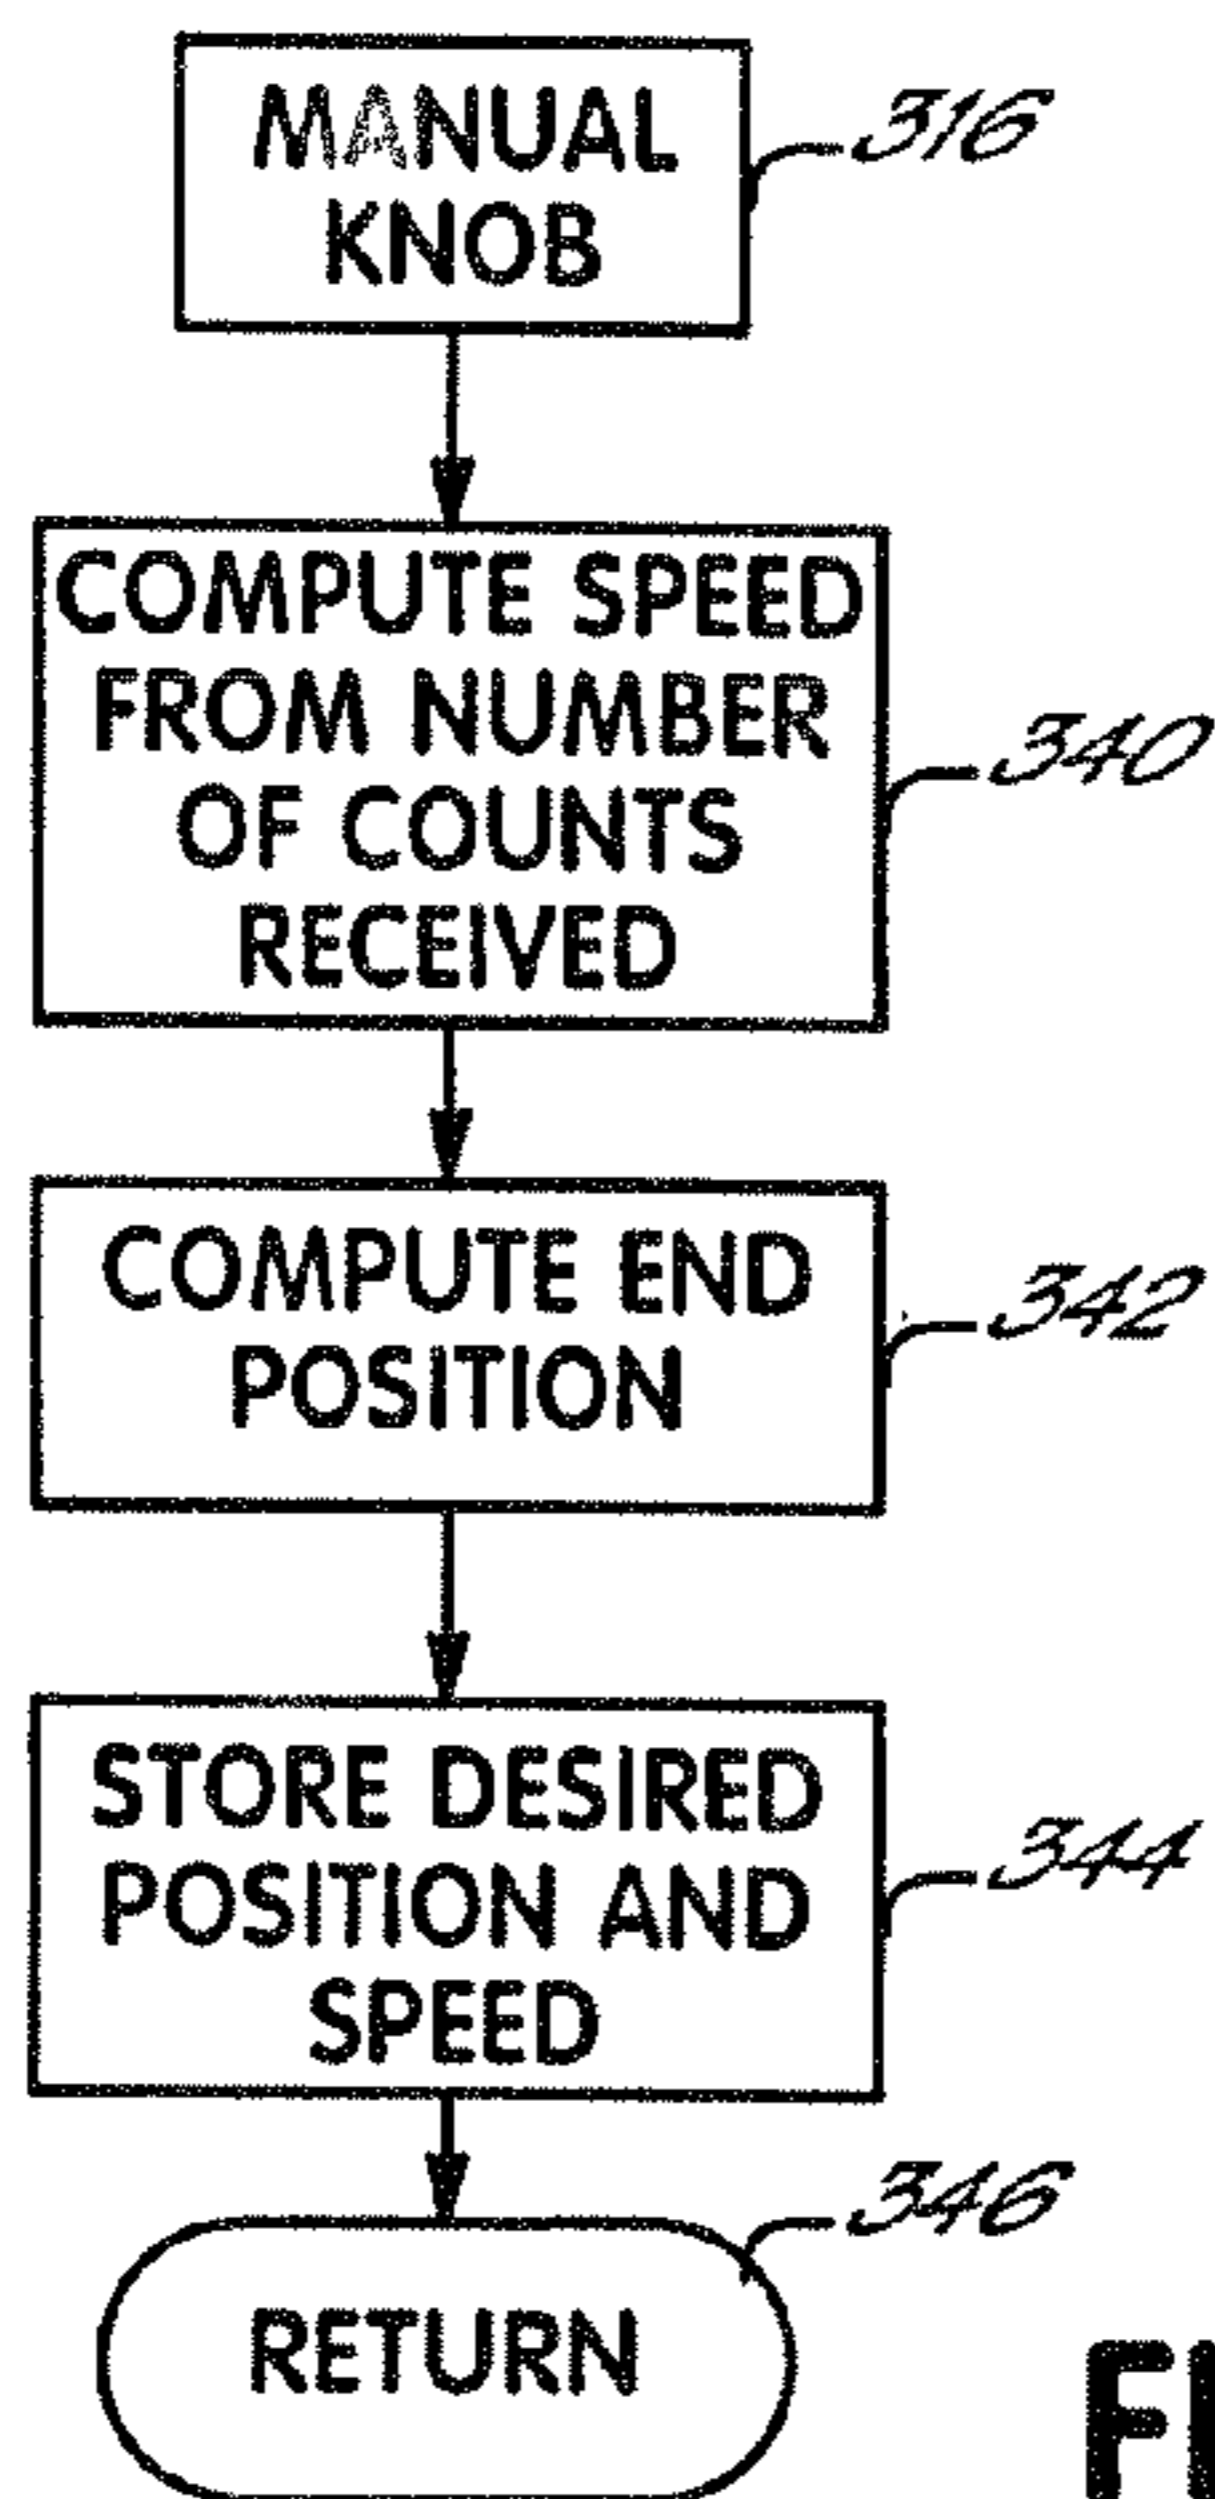 MANUAL
KNOB
316
COMPUTE SPEED
FROM NUMBER
OF COUNTS
RECEIVED
340
COMPUTE END
POSITION
342
STORE DESIRED
POSITION AND
SPEED
344
346
RETURN